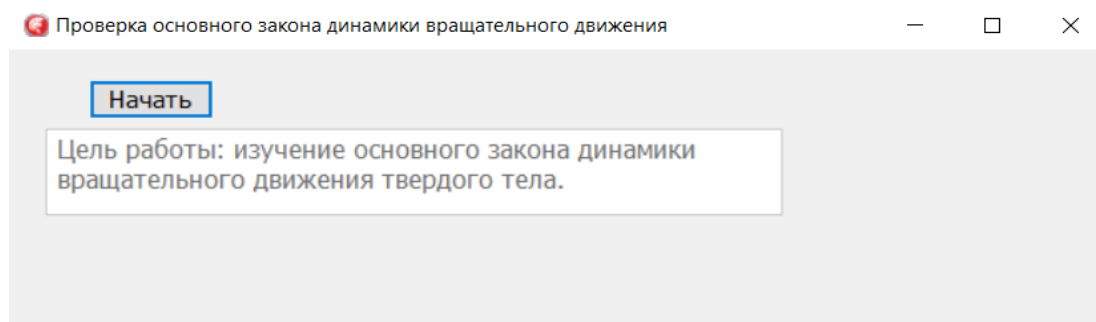 Проверка основного закона динамики вращательного движения
Начать
Цель работы: изучение основного закона динамики
вращательного движения твердого тела.